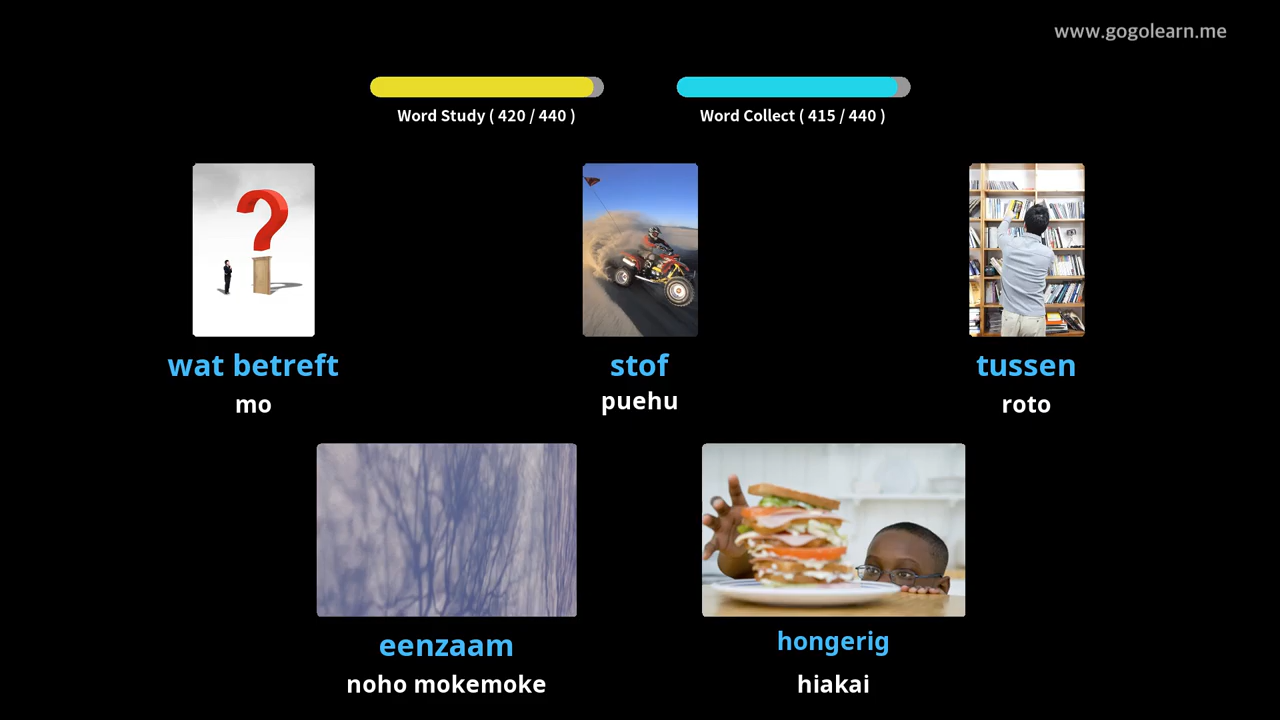 www.gogolearn.me
Word Study ( 420 / 440 )
Word Collect ( 415 / 440 )
wat betreft
mo
stof
puehu
tussen
roto
eenzaam
noho mokemoke
hongerig
hiakai